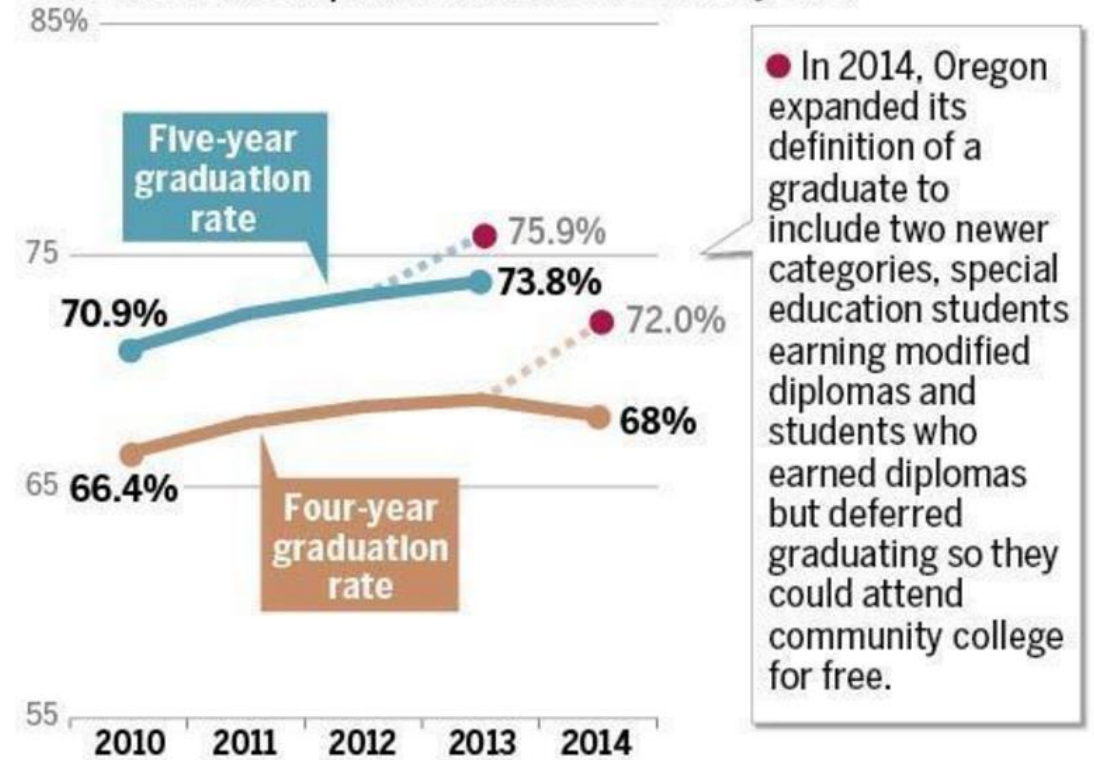 85%
Five-year
graduation
rate
75.9%
75
73.8%
70.9%
72.0%
68%
65
66.4%
Four-year
graduation
rate
55
2010 2011 2012 2013 2014
In 2014, Oregon
expanded its
definition of a
graduate to
include two newer
categories, special
education students
earning modified
diplomas and
students who
earned diplomas
but deferred
graduating so they
could attend
community college
for free.